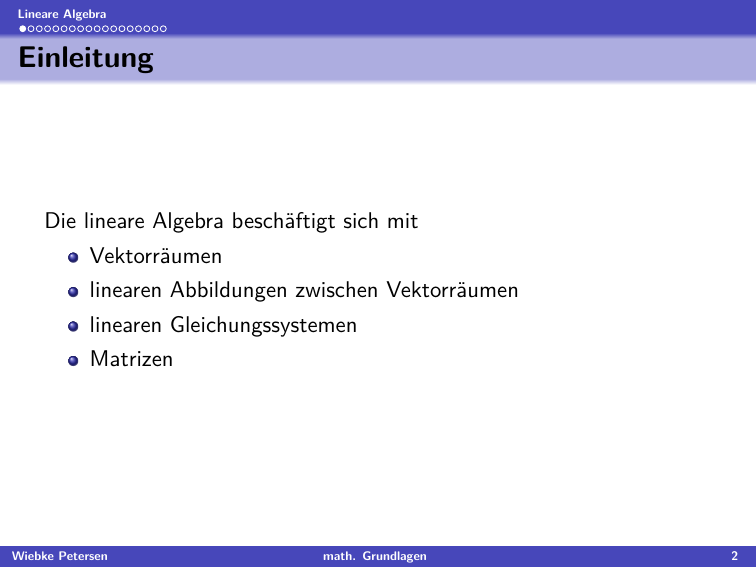 Lineare Algebra
Einleitung
Die lineare Algebra beschäftigt sich mit
Vektorräumen
linearen Abbildungen zwischen Vektorräumen
linearen Gleichungssystemen
Matrizen
Wiebke Petersen
math. Grundlagen
2